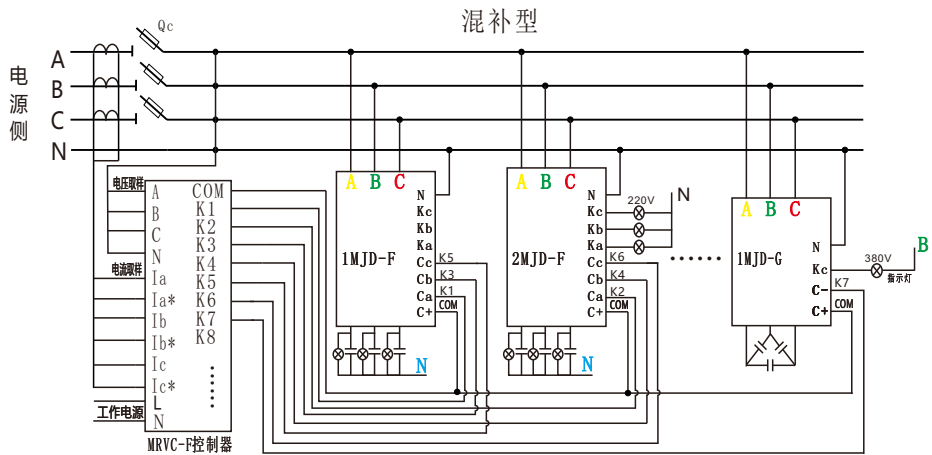 混补型
Qc
电源侧
A
B
C
N
电压取样
电流取样
工作电源
A
B
C
N
Ia
Ia*
Ib
Ib*
Ic
Ic*
L
N
COM
K1
K2
K3
K4
K5
K6
K7
K8
MRVC-F控制器
A B C
N
Kc
Kb
Ka
1MJD-F
Cc K5
Cb K3
Ca K1
C+ COM
N
A B C
N
Kc 220V N
Kb
Ka
2MJD-F
Cc K6
Cb K4
Ca K2
C+ COM
N
A B C
N
1MJD-G
Kc 380V B
指示灯
C- K7
C+ COM